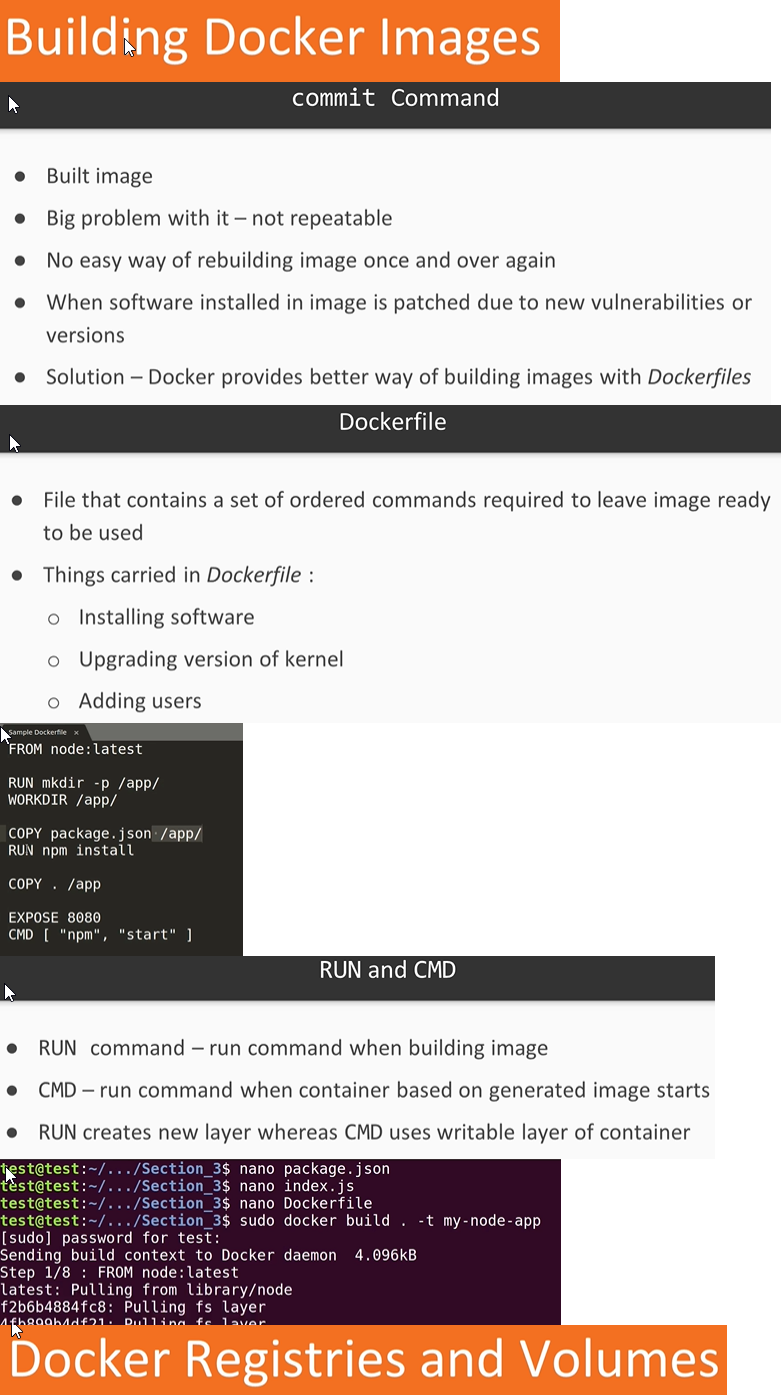 Building Docker Images
commit Command
● Built image
● Big problem with it – not repeatable
● No easy way of rebuilding image once and over again
● When software installed in image is patched due to new vulnerabilities or
versions
● Solution – Docker provides better way of building images with Dockerfiles
Dockerfile
● File that contains a set of ordered commands required to leave image ready
to be used
● Things carried in Dockerfile :
○ Installing software
○ Upgrading version of kernel
○ Adding users
Sample Dockerfile ×
FROM node:latest
RUN mkdir -p /app/
WORKDIR /app/
COPY package.json /app/
RUN npm install
COPY . /app
EXPOSE 8080
CMD [ "npm", "start" ]
RUN and CMD
● RUN command – run command when building image
● CMD – run command when container based on generated image starts
● RUN creates new layer whereas CMD uses writable layer of container
test@test:~/.../Section_3$ nano package.json
test@test:~/.../Section_3$ nano index.js
test@test:~/.../Section_3$ nano Dockerfile
test@test:~/.../Section_3$ sudo docker build . -t my-node-app
[sudo] password for test:
Sending build context to Docker daemon 4.096kB
Step 1/8 : FROM node:latest
latest: Pulling from library/node
f2b6b4884fc8: Pulling fs layer
4fb899b4df21: Pulling fs layer
Docker Registries and Volumes